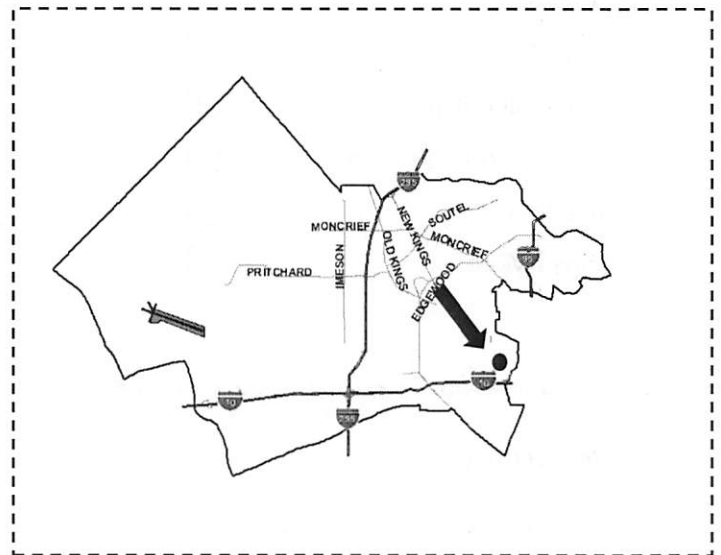 295
SOUTEL
NEW KINGS
MONCRIEF
MONCRIEF
OLD KINGS
95
IMESON
PRITCHARD
EDGEWOOD
10
10
295